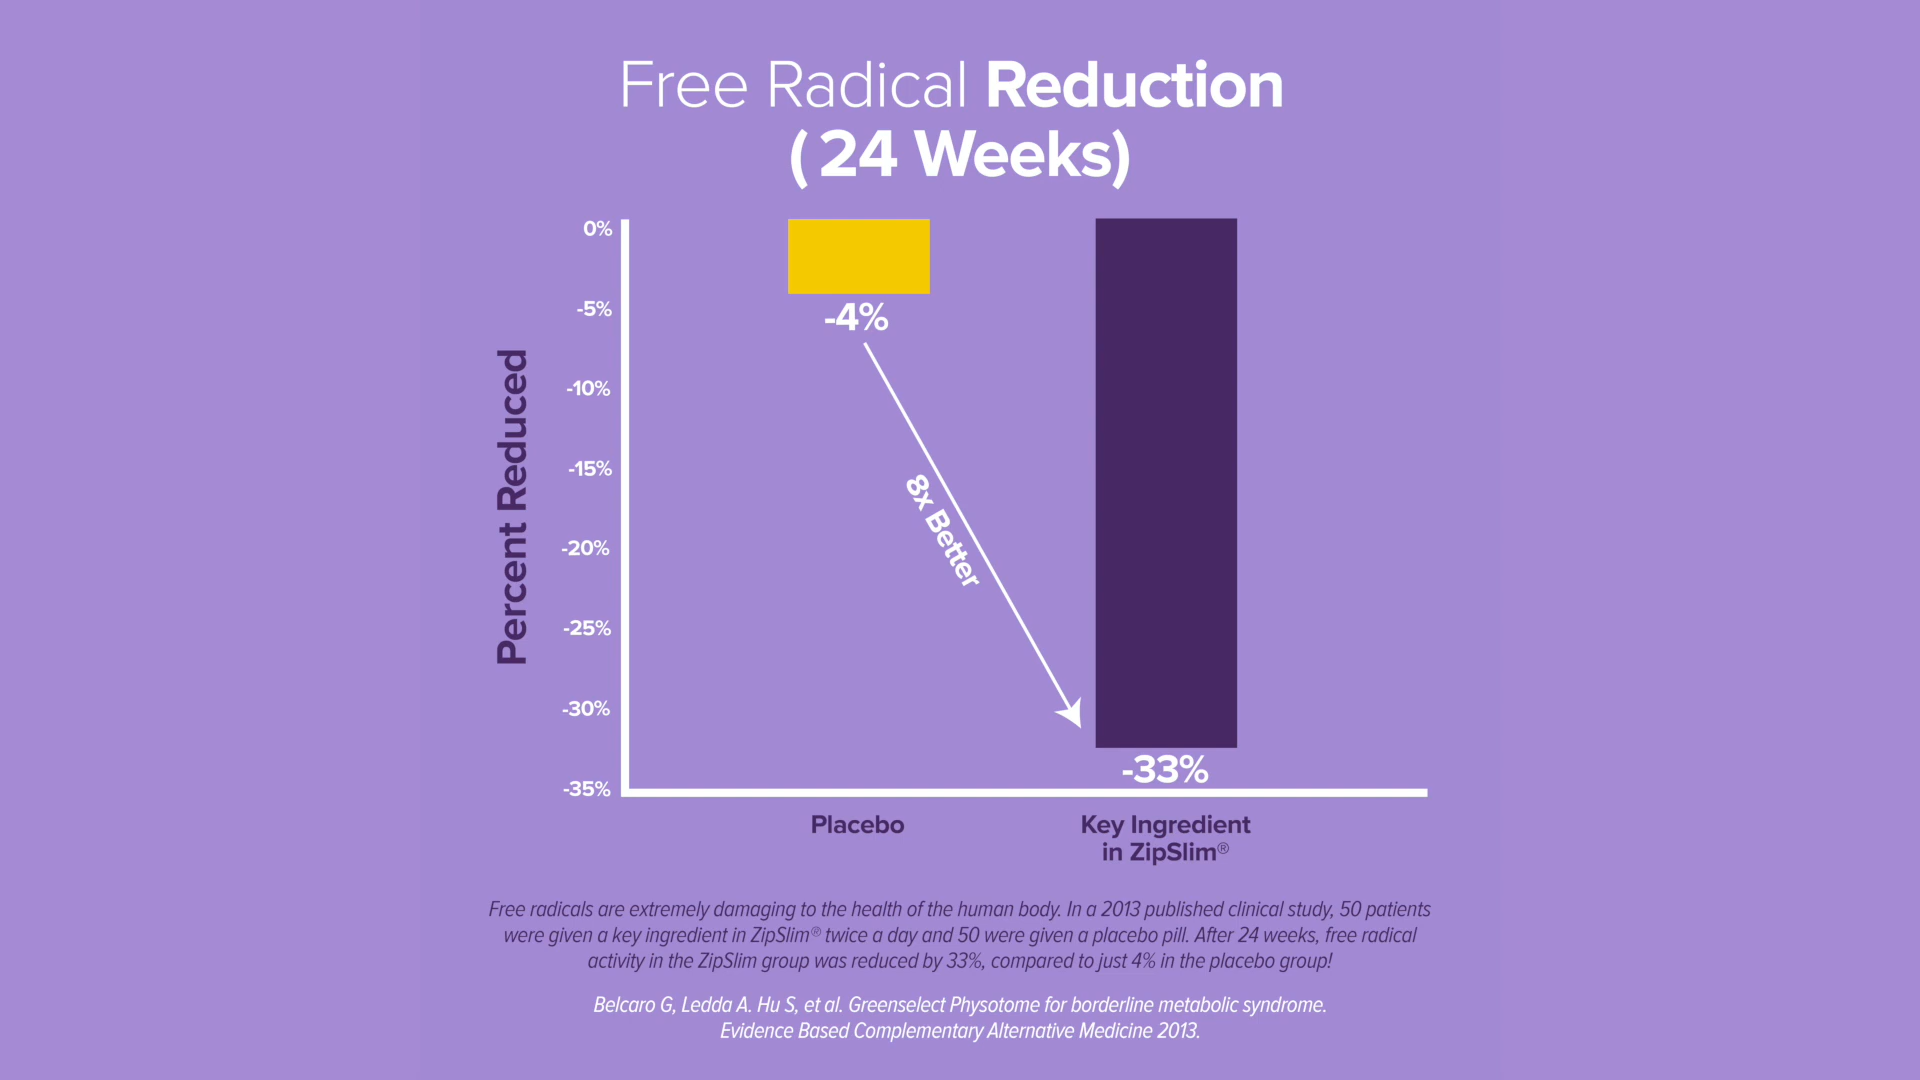 Free Radical Reduction
( 24 Weeks)
0%
-5%
-10%
-15%
-20%
-25%
-30%
-35%
Percent Reduced
-4%
8x Better
-33%
Placebo
Key Ingredient
in ZipSlim®
Free radicals are extremely damaging to the health of the human body. In a 2013 published clinical study, 50 patients
were given a key ingredient in ZipSlim® twice a day and 50 were given a placebo pill. After 24 weeks, free radical
activity in the ZipSlim group was reduced by 33%, compared to just 4% in the placebo group!
Belcaro G, Ledda A. Hu S, et al. Greenselect Physotome for borderline metabolic syndrome.
Evidence Based Complementary Alternative Medicine 2013.